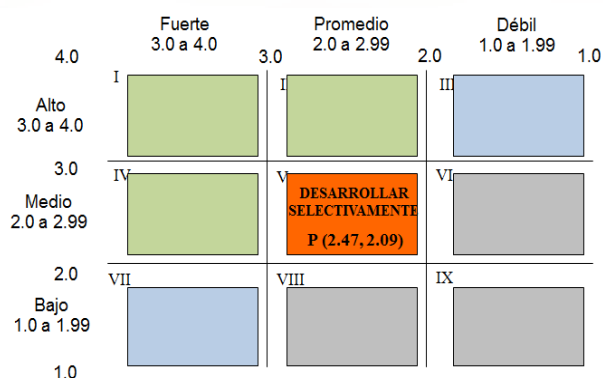 Fuerte
3.0 a 4.0
Promedio
2.0 a 2.99
Débil
1.0 a 1.99
4.0
3.0
2.0
1.0
I
I
III
Alto
3.0 a 4.0
3.0
IV
V
VI
Medio
2.0 a 2.99
DESARROLLAR
SELECTIVAMENTE
P (2.47, 2.09)
2.0
VII
VIII
IX
Bajo
1.0 a 1.99
1.0